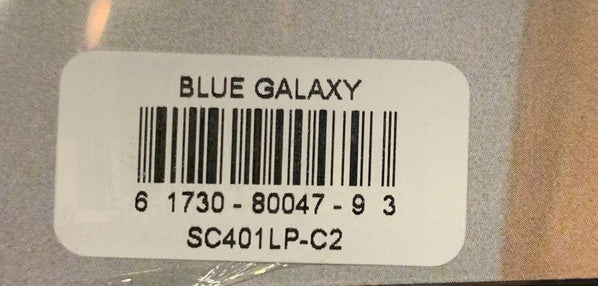 BLUE GALAXY
6 1730 - 80047 - 9 3
SC401LP-C2